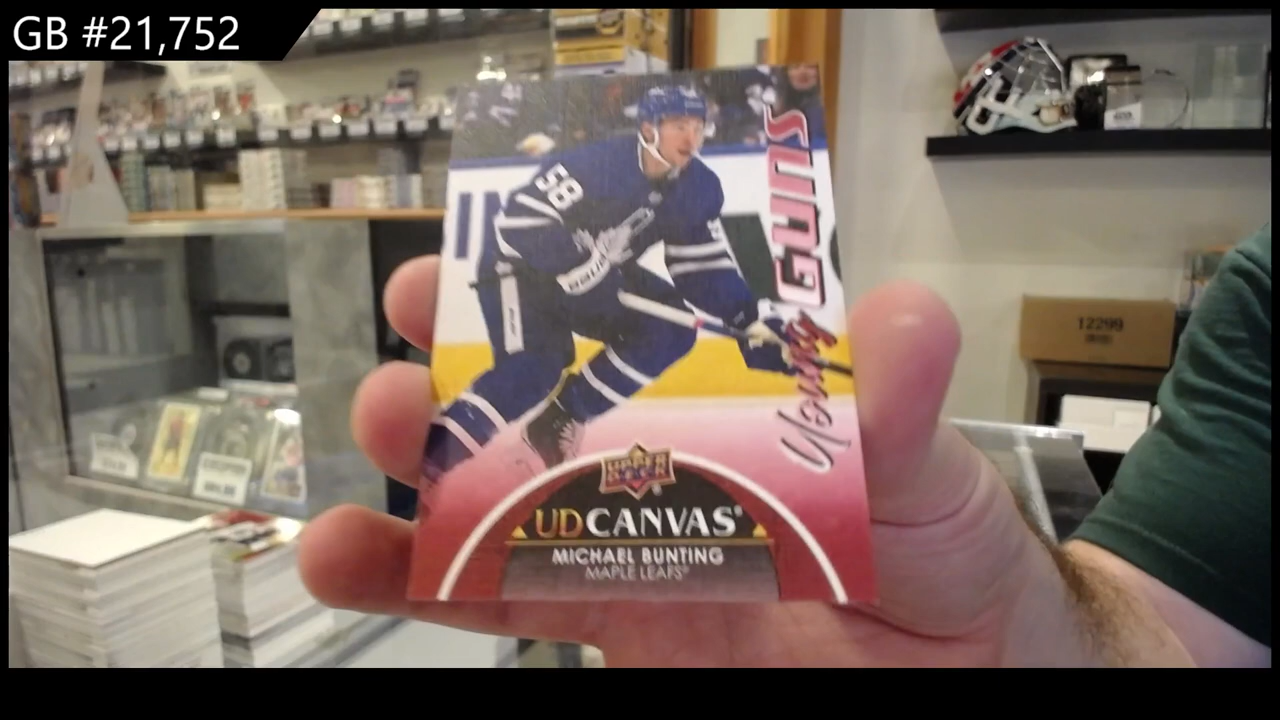 GB #21,752
58
Young GUNS
UPPER
DECK
UD CANVAS®
MICHAEL BUNTING
MAPLE LEAFS®
12299